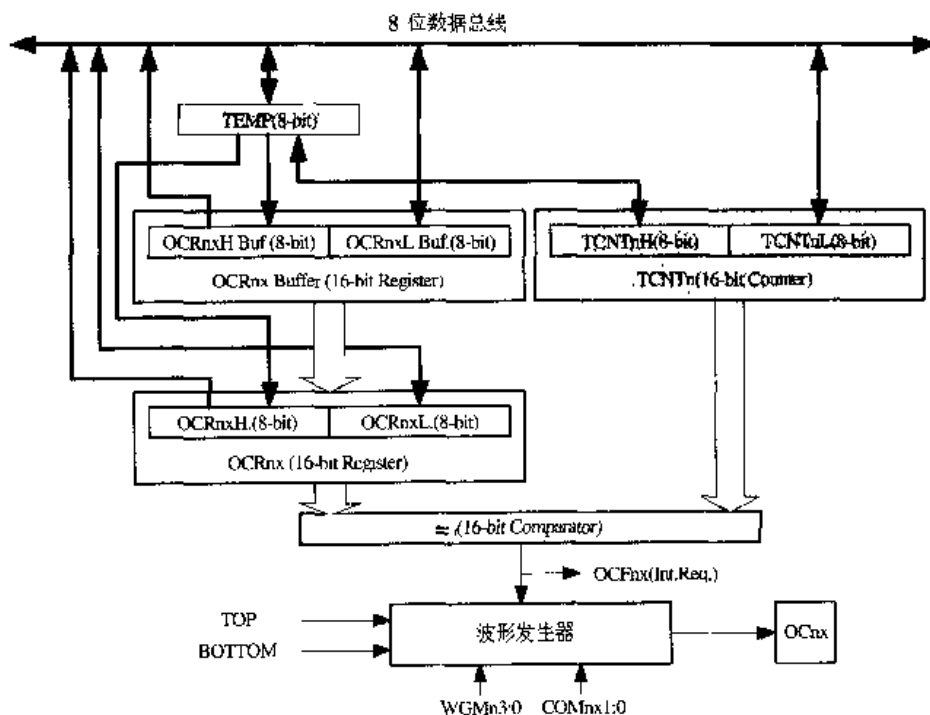 8 位数据总线
TEMP(8-bit)
OCRnxH Buf.(8-bit) OCRnxL Buf.(8-bit)
OCRnx Buffer (16-bit Register)
TCNTnH(8-bit) TCNTnL(8-bit)
.TCNTn(16-bit Counter)
OCRnxH.(8-bit) OCRnxL.(8-bit)
OCRnx (16-bit Register)
= (16-bit Comparator)
OCFnx(Int.Req.)
TOP
BOTTOM
波形发生器
OCnx
WGMn3:0 COMnx1:0